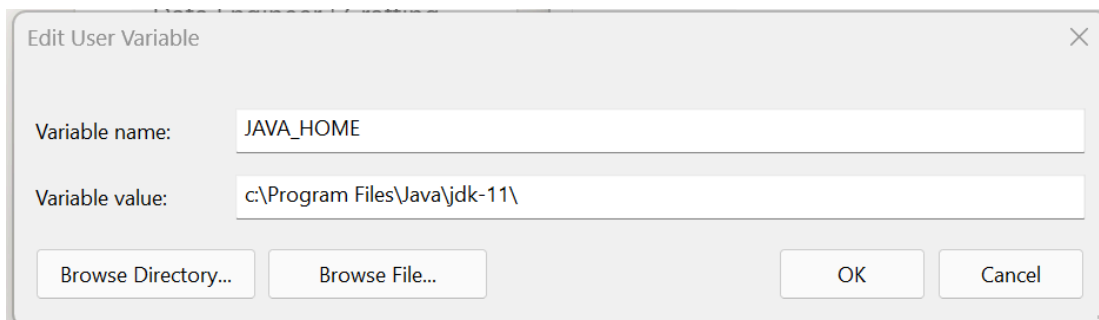 Edit User Variable
Variable name: JAVA_HOME
Variable value: c:\Program Files\Java\jdk-11\
Browse Directory... Browse File... OK Cancel